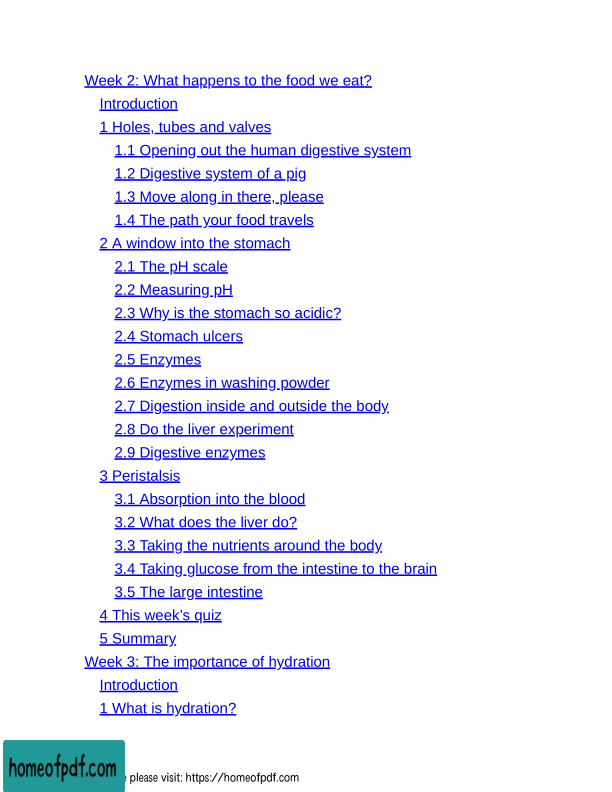 Week 2: What happens to the food we eat?
Introduction
1 Holes, tubes and valves
1.1 Opening out the human digestive system
1.2 Digestive system of a pig
1.3 Move along in there, please
1.4 The path your food travels
2 A window into the stomach
2.1 The pH scale
2.2 Measuring pH
2.3 Why is the stomach so acidic?
2.4 Stomach ulcers
2.5 Enzymes
2.6 Enzymes in washing powder
2.7 Digestion inside and outside the body
2.8 Do the liver experiment
2.9 Digestive enzymes
3 Peristalsis
3.1 Absorption into the blood
3.2 What does the liver do?
3.3 Taking the nutrients around the body
3.4 Taking glucose from the intestine to the brain
3.5 The large intestine
4 This week’s quiz
5 Summary
Week 3: The importance of hydration
Introduction
1 What is hydration?
homeofpdf.com
please visit: https://homeofpdf.com